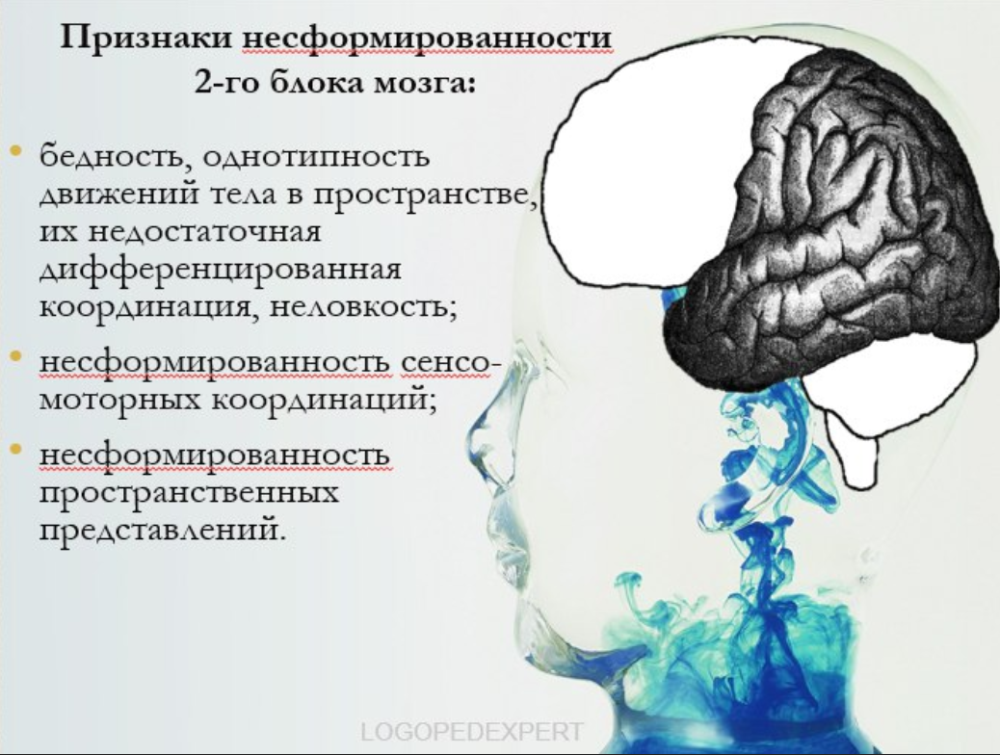 Признаки несформированности
2-го блока мозга:
• бедность, однотипность
движений тела в пространстве,
их недостаточная
дифференцированная
координация, неловкость;
• несформированность сенсо-
моторных координаций;
• несформированность
пространственных
представлений.
LOGOPEDEXPERT